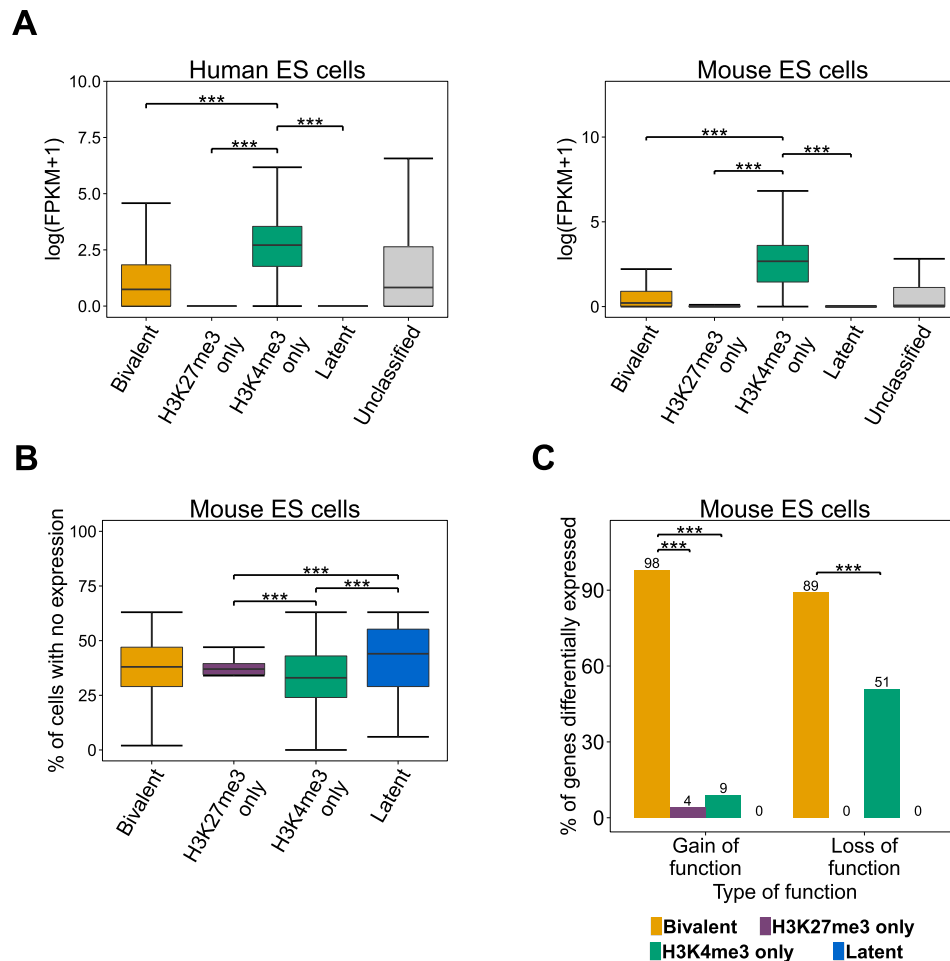 A
Human ES cells
log(FPKM+1)
10.0
7.5
5.0
2.5
0.0
***
***
***
Bivalent
H3K27me3
only
H3K4me3
only
Latent
Unclassified
Mouse ES cells
log(FPKM+1)
10
5
0
***
***
***
Bivalent
H3K27me3
only
H3K4me3
only
Latent
Unclassified
B
Mouse ES cells
% of cells with no expression
100
50
25
0
***
***
***
Bivalent
H3K27me3
only
H3K4me3
only
Latent
C
Mouse ES cells
% of genes differentially expressed
90
60
30
0
***
***
***
98
4
9
0
89
0
51
0
Gain of
function
Loss of
function
Type of function
Bivalent
H3K27me3 only
H3K4me3 only
Latent